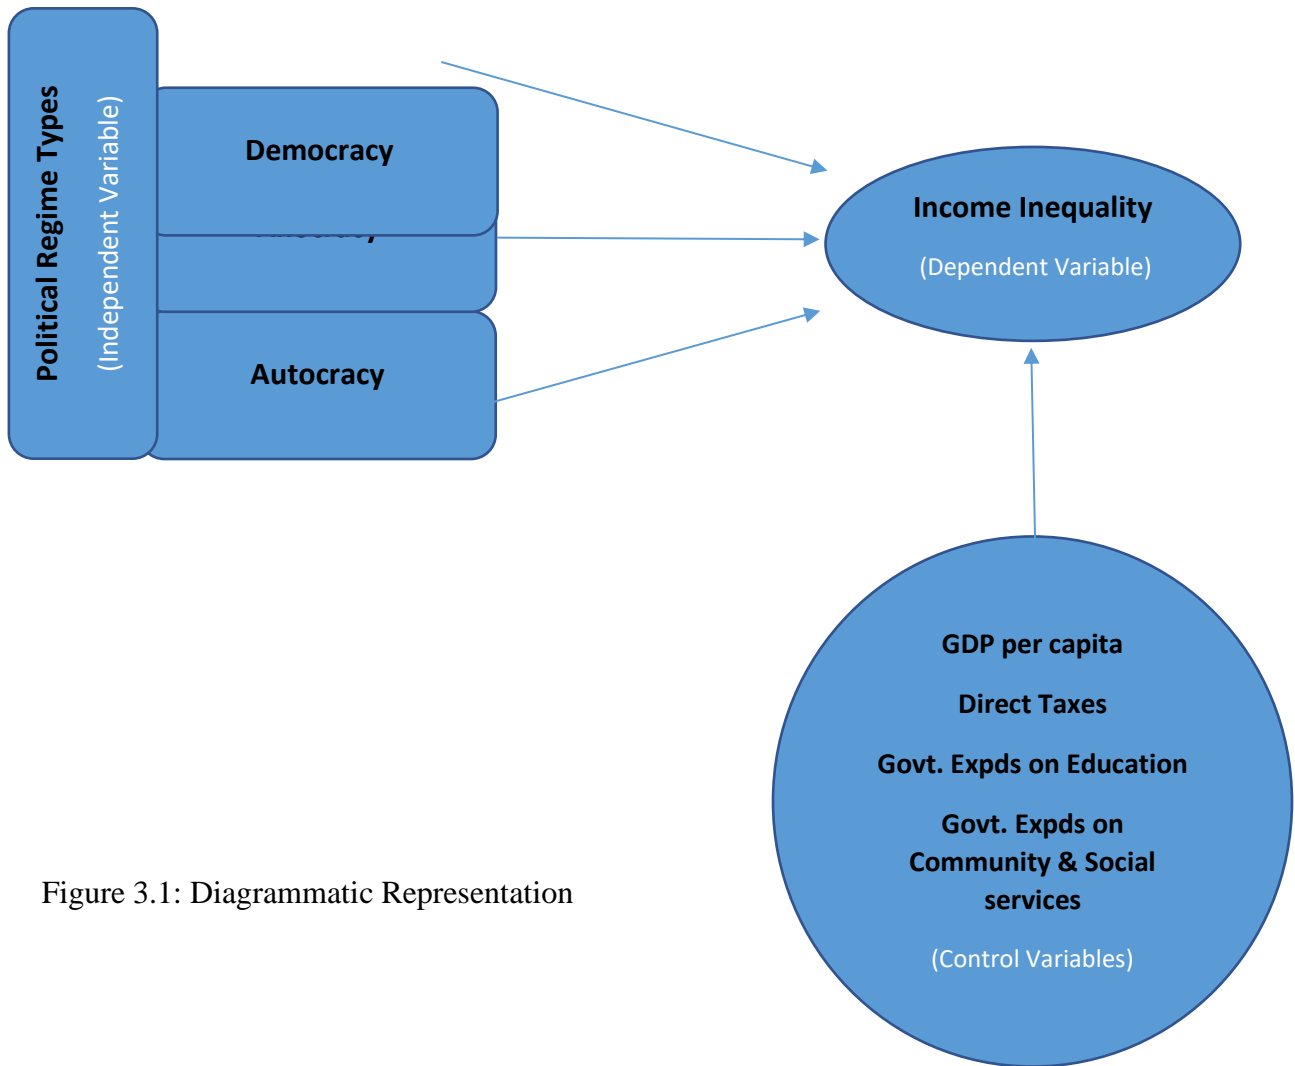 Political Regime Types
(Independent Variable)
Democracy
Autocracy
Income Inequality
(Dependent Variable)
GDP per capita
Direct Taxes
Govt. Expds on Education
Govt. Expds on
Community & Social
services
(Control Variables)
Figure 3.1: Diagrammatic Representation